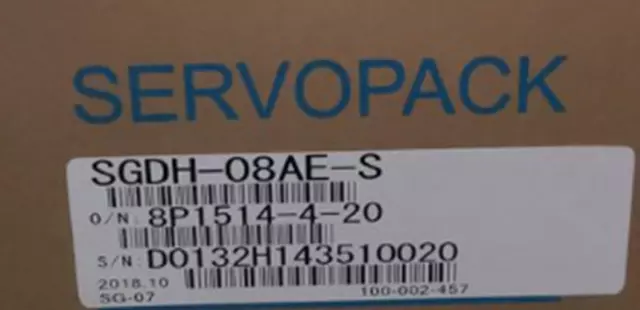 SERVOPACK
SGDH-08AE-S
O/N: 8P1514-4-20
S/N: D0132H143510020
2018.10
SG-07 100-002-457